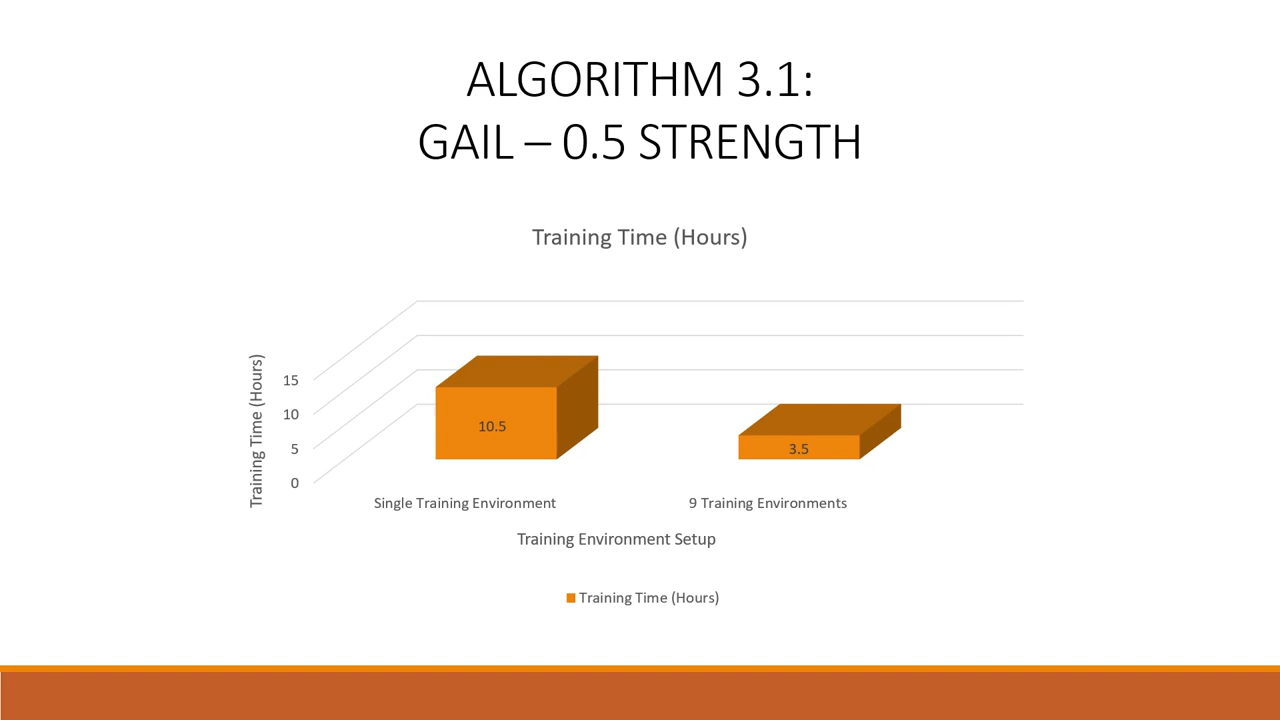 ALGORITHM 3.1:
GAIL – 0.5 STRENGTH
Training Time (Hours)
Training Time (Hours)
15
10
5
0
10.5
3.5
Single Training Environment
9 Training Environments
Training Environment Setup
Training Time (Hours)